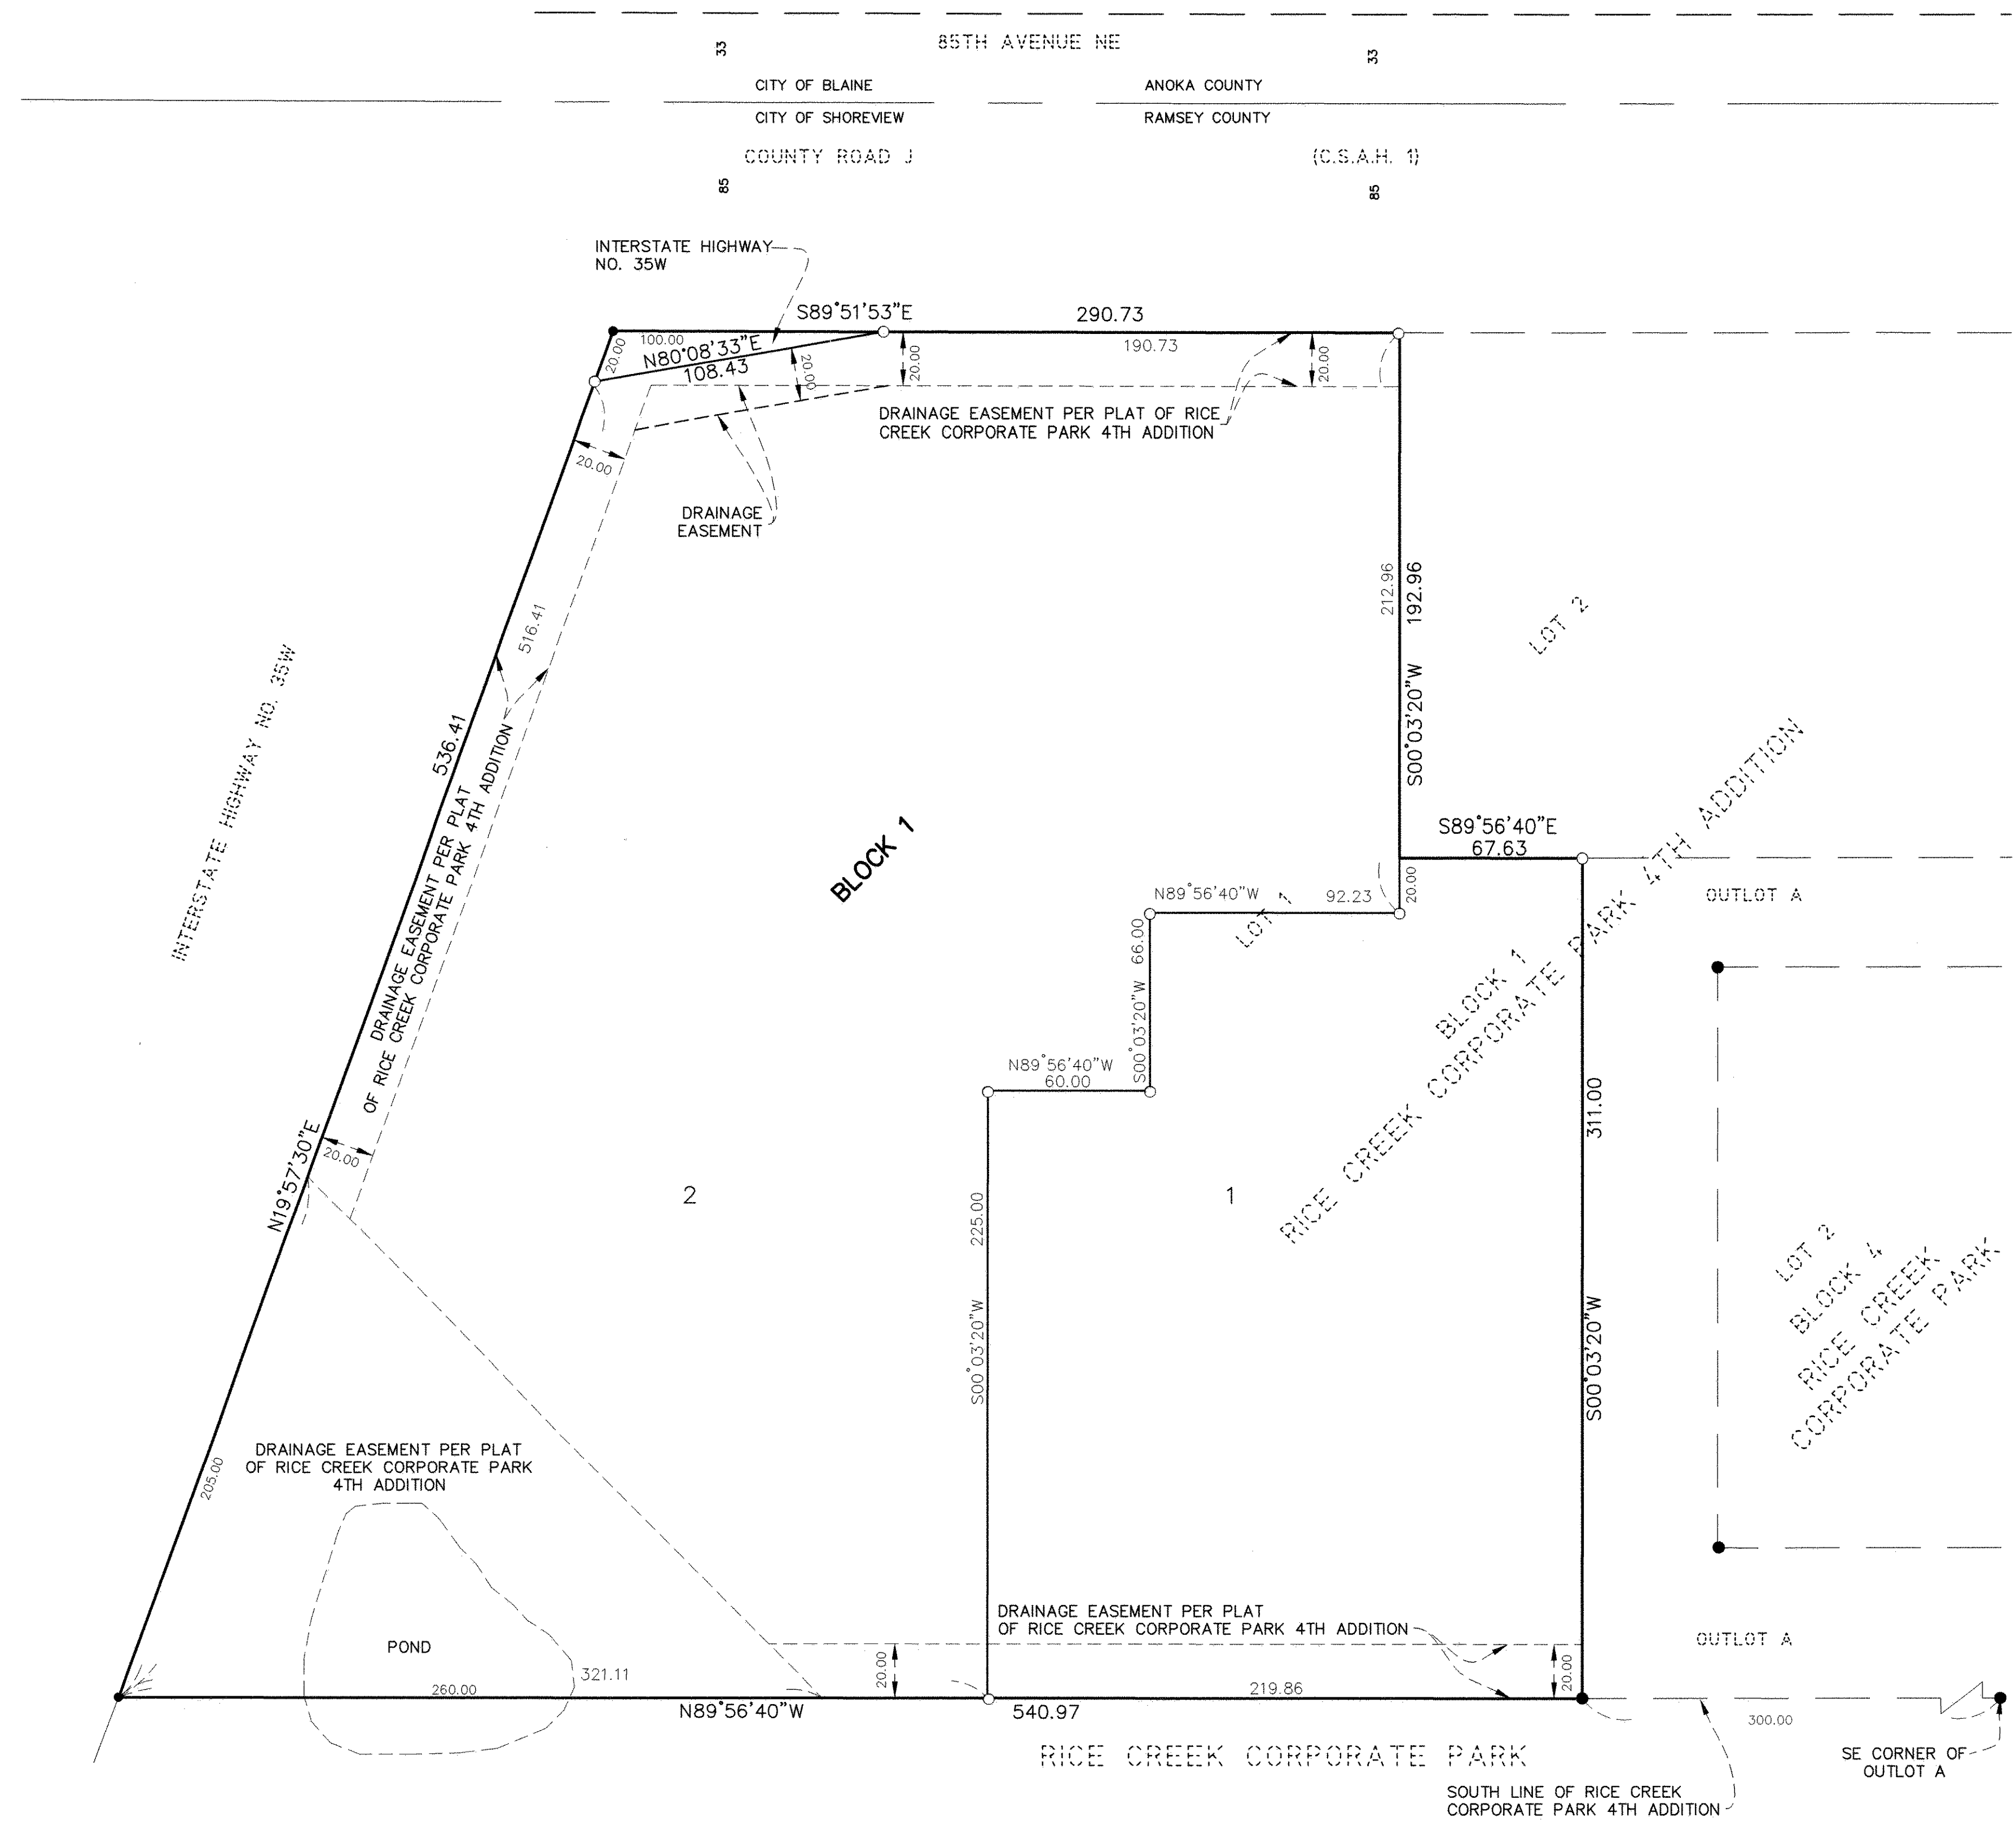 85TH AVENUE NE
33
33
CITY OF BLAINE
ANOKA COUNTY
CITY OF SHOREVIEW
RAMSEY COUNTY
COUNTY ROAD J
(C.S.A.H. 1)
85
85
INTERSTATE HIGHWAY
NO. 35W
S89°51'53"E
290.73
100.00
190.73
20.00
N80°08'33"E
108.43
20.00
20.00
20.00
DRAINAGE EASEMENT PER PLAT OF RICE
CREEK CORPORATE PARK 4TH ADDITION
20.00
DRAINAGE
EASEMENT
516.41
536.41
212.96
192.96
S00°03'20"W
LOT 2
INTERSTATE HIGHWAY NO. 35W
DRAINAGE EASEMENT PER PLAT
OF RICE CREEK CORPORATE PARK 4TH ADDITION
BLOCK 1
S89°56'40"E
67.63
N89°56'40"W
92.23
20.00
LOT 1
OUTLOT A
66.00
S00°03'20"W
BLOCK 1
RICE CREEK CORPORATE PARK 4TH ADDITION
N89°56'40"W
60.00
311.00
N19°57'30"E
20.00
2
1
225.00
S00°03'20"W
S00°03'20"W
LOT 2
BLOCK 4
RICE CREEK
CORPORATE PARK
205.00
DRAINAGE EASEMENT PER PLAT
OF RICE CREEK CORPORATE PARK
4TH ADDITION
POND
DRAINAGE EASEMENT PER PLAT
OF RICE CREEK CORPORATE PARK 4TH ADDITION
OUTLOT A
20.00
20.00
321.11
260.00
219.86
N89°56'40"W
540.97
300.00
RICE CREEK CORPORATE PARK
SE CORNER OF
OUTLOT A
SOUTH LINE OF RICE CREEK
CORPORATE PARK 4TH ADDITION